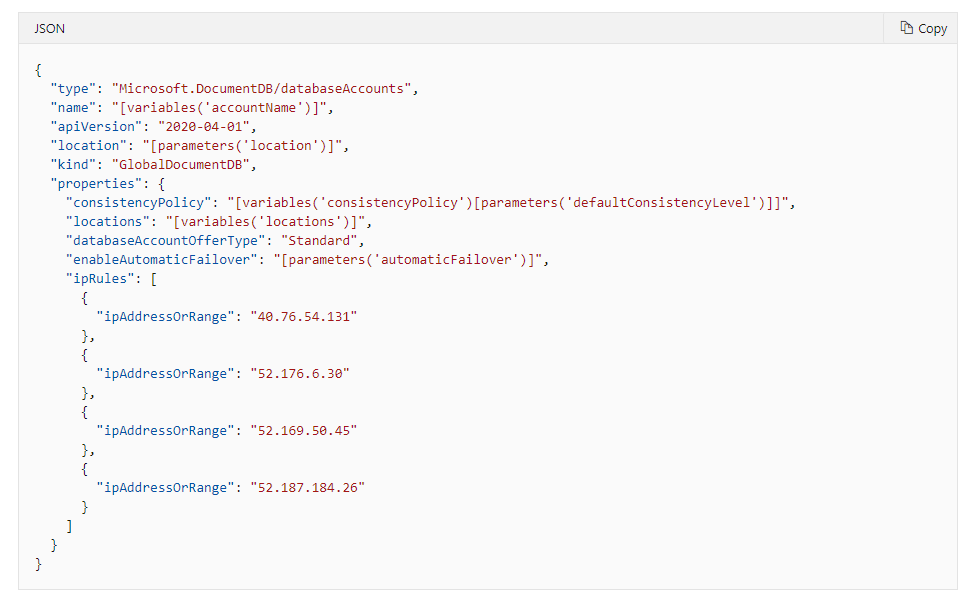 JSON
Copy
{
  "type": "Microsoft.DocumentDB/databaseAccounts",
  "name": "[variables('accountName')]",
  "apiVersion": "2020-04-01",
  "location": "[parameters('location')]",
  "kind": "GlobalDocumentDB",
  "properties": {
    "consistencyPolicy": "[variables('consistencyPolicy')[parameters('defaultConsistencyLevel')]]",
    "locations": "[variables('locations')]",
    "databaseAccountOfferType": "Standard",
    "enableAutomaticFailover": "[parameters('automaticFailover')]",
    "ipRules": [
      {
        "ipAddressOrRange": "40.76.54.131"
      },
      {
        "ipAddressOrRange": "52.176.6.30"
      },
      {
        "ipAddressOrRange": "52.169.50.45"
      },
      {
        "ipAddressOrRange": "52.187.184.26"
      }
    ]
  }
}